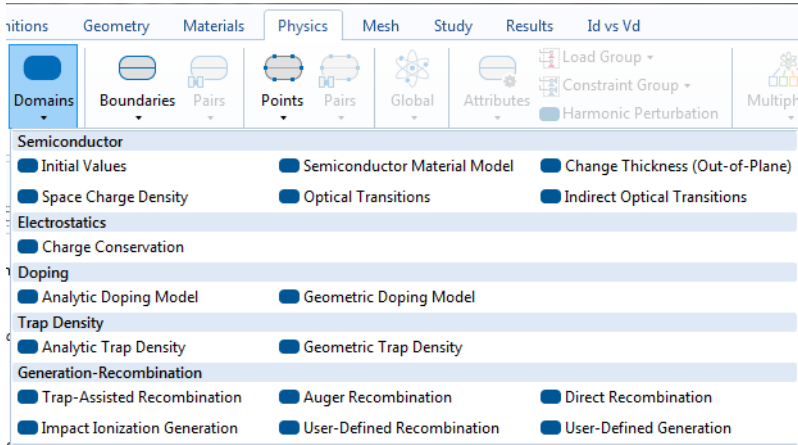 Geometry Materials Physics Mesh Study Results Id vs Vd
Domains Boundaries Pairs Points Pairs Global Attributes
Load Group
Constraint Group
Harmonic Perturbation
Semiconductor
Initial Values Semiconductor Material Model Change Thickness (Out-of-Plane)
Space Charge Density Optical Transitions Indirect Optical Transitions
Electrostatics
Charge Conservation
Doping
Analytic Doping Model Geometric Doping Model
Trap Density
Analytic Trap Density Geometric Trap Density
Generation-Recombination
Trap-Assisted Recombination Auger Recombination Direct Recombination
Impact Ionization Generation User-Defined Recombination User-Defined Generation